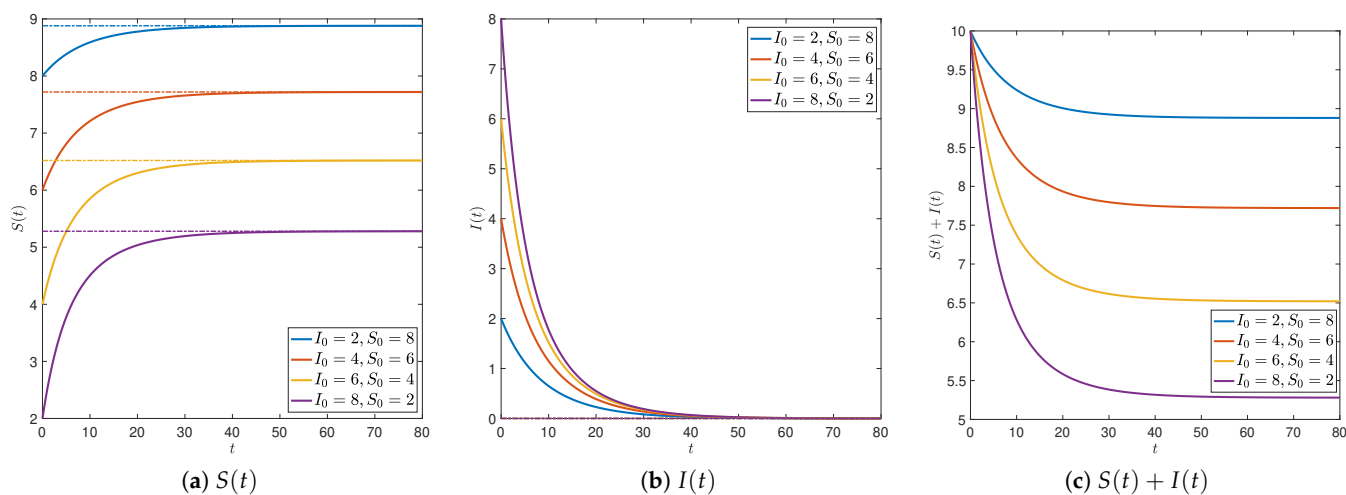 9
8
7
6
5
4
3
2
0 10 20 30 40 50 60 70 80
S(t)
t
I₀ = 2, S₀ = 8
I₀ = 4, S₀ = 6
I₀ = 6, S₀ = 4
I₀ = 8, S₀ = 2
(a) S(t)
8
7
6
5
4
3
2
1
0
0 10 20 30 40 50 60 70 80
I(t)
t
I₀ = 2, S₀ = 8
I₀ = 4, S₀ = 6
I₀ = 6, S₀ = 4
I₀ = 8, S₀ = 2
(b) I(t)
10
9.5
9
8.5
8
7.5
7
6.5
6
5.5
5
0 10 20 30 40 50 60 70 80
S(t) + I(t)
t
I₀ = 2, S₀ = 8
I₀ = 4, S₀ = 6
I₀ = 6, S₀ = 4
I₀ = 8, S₀ = 2
(c) S(t) + I(t)